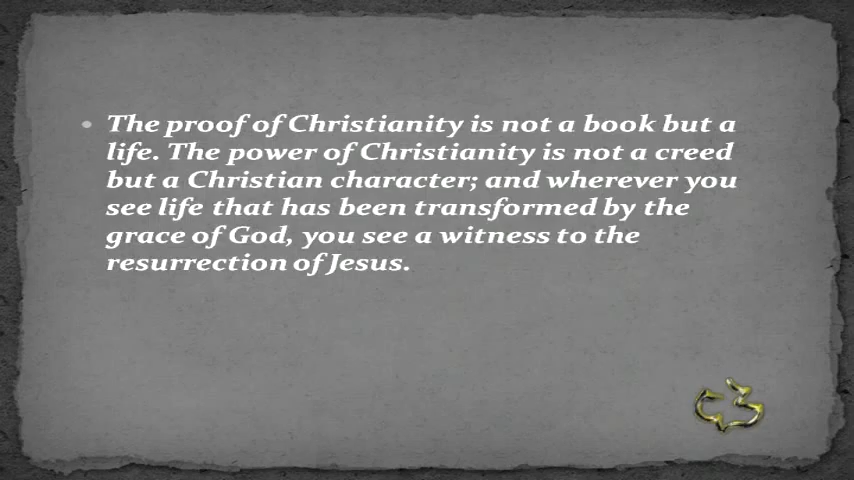 The proof of Christianity is not a book but a
life. The power of Christianity is not a creed
but a Christian character; and wherever you
see life that has been transformed by the
grace of God, you see a witness to the
resurrection of Jesus.